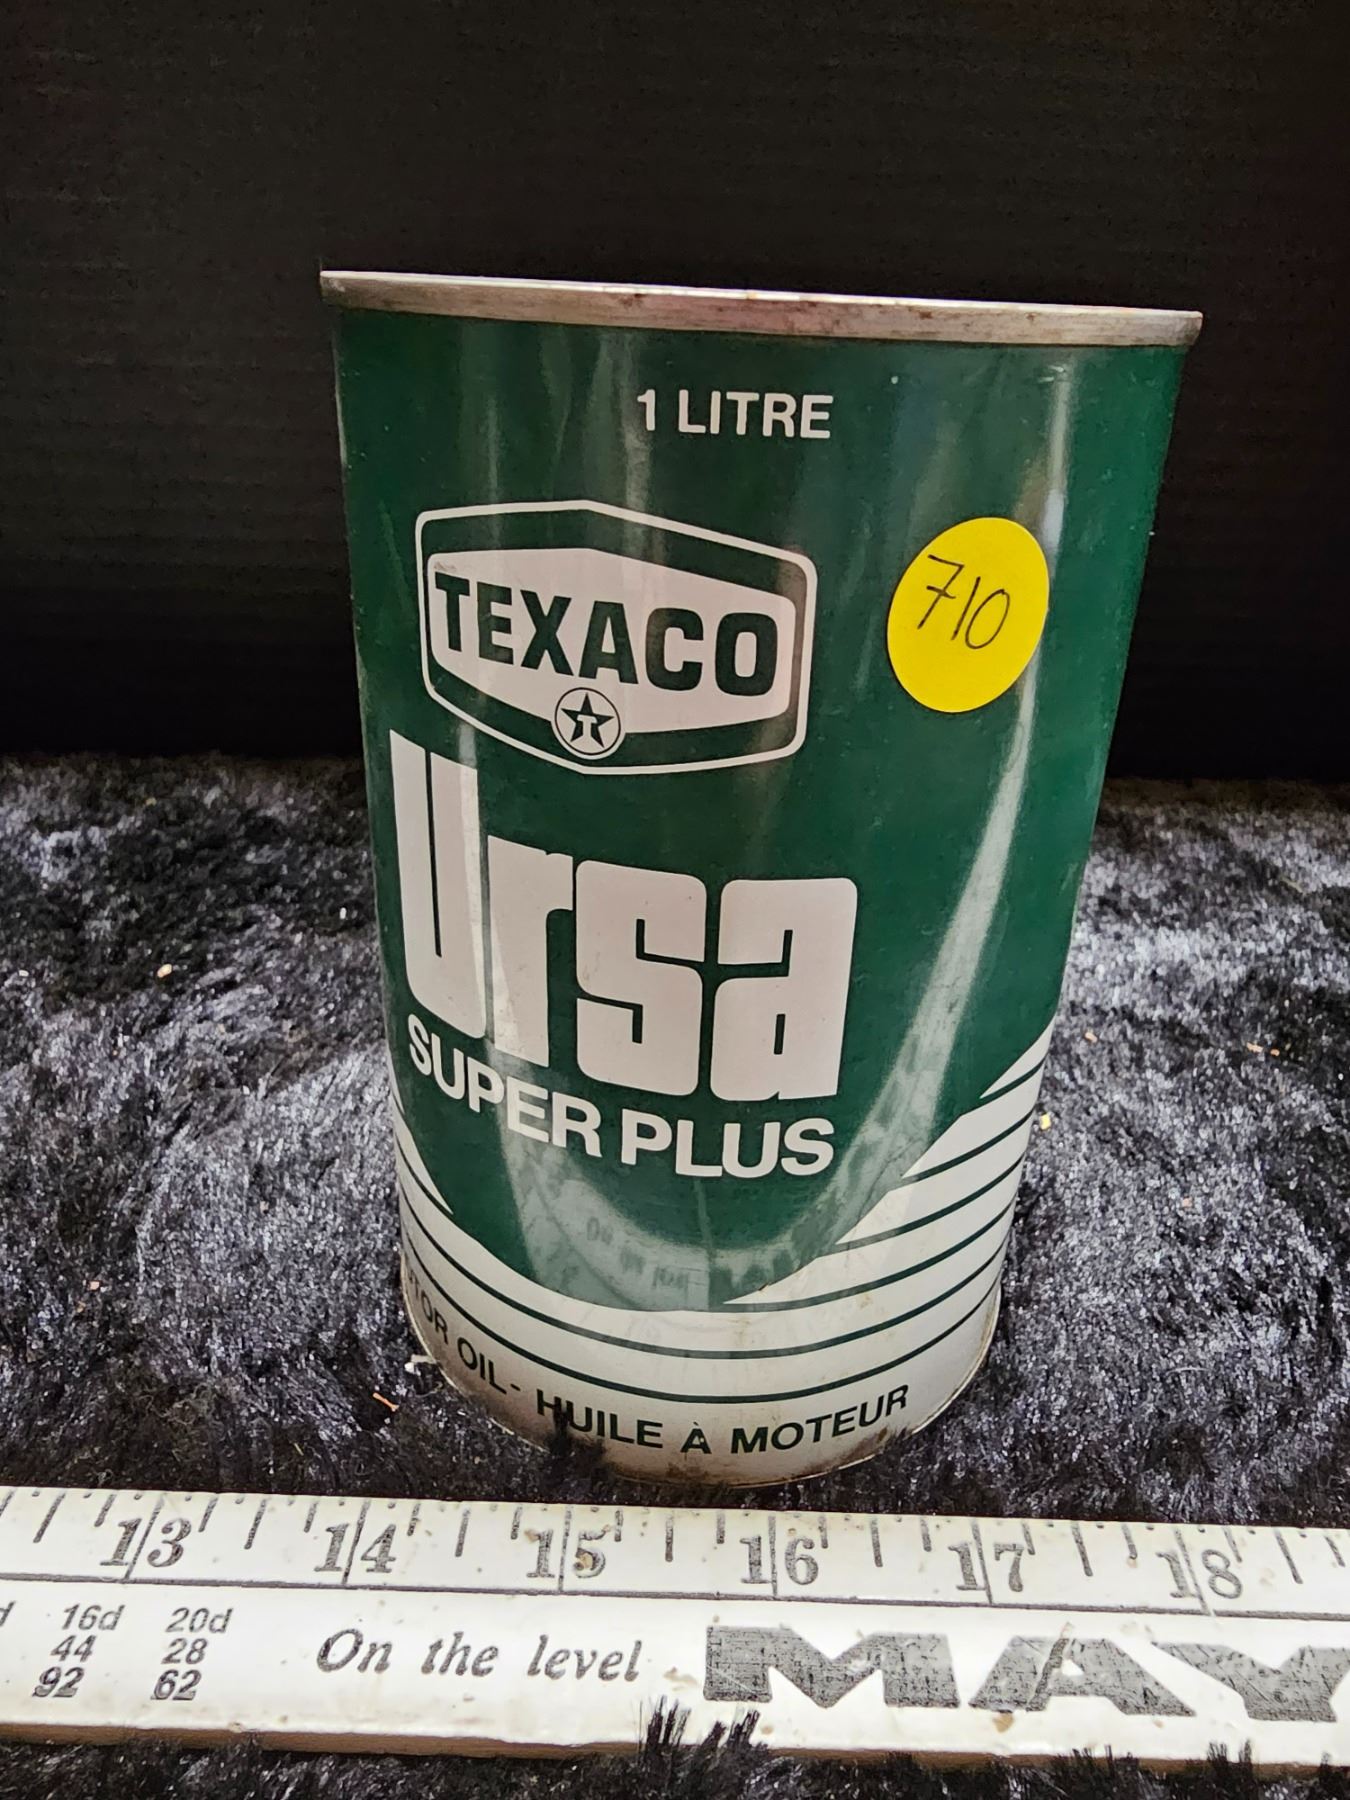 1 LITRE
TEXACO
T
710
Ursa
SUPER PLUS
OIL - HUILE À MOTEUR
13 14 15 16 17 18
16d 20d
44 28
92 62
On the level